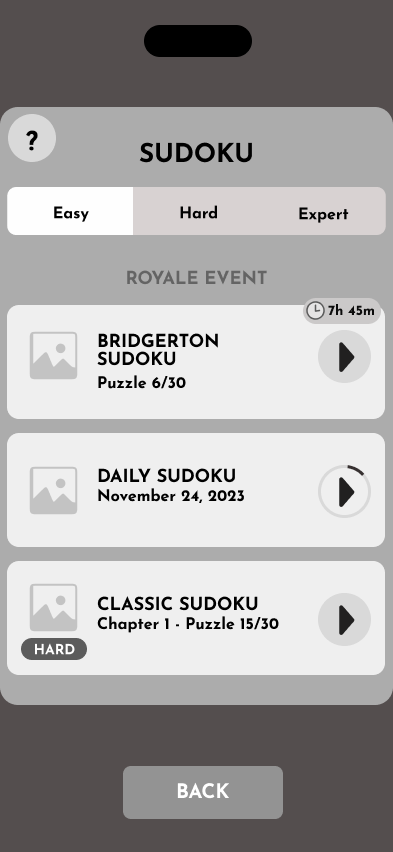 ?
SUDOKU
Easy Hard Expert
ROYALE EVENT
7h 45m
BRIDGERTON
SUDOKU
Puzzle 6/30
DAILY SUDOKU
November 24, 2023
CLASSIC SUDOKU
Chapter 1 - Puzzle 15/30
HARD
BACK